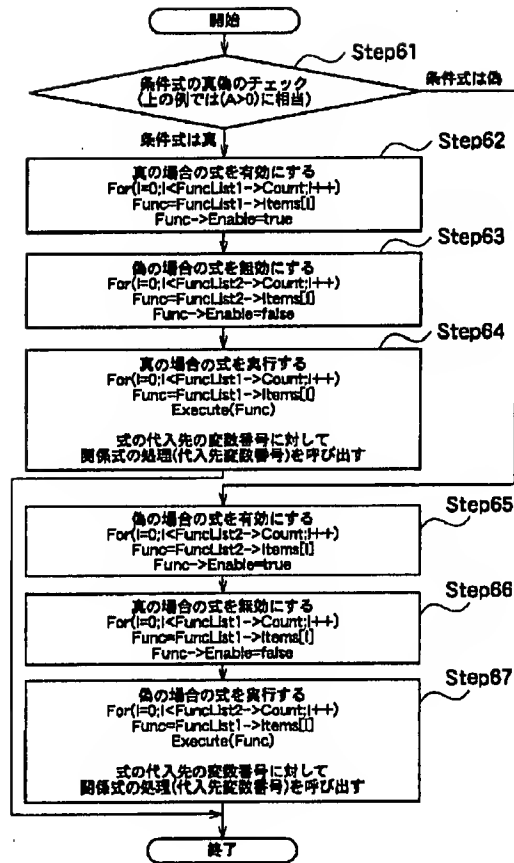 開始
Step61
条件式の真偽のチェック
(上の例では(A>0)に相当)
条件式は偽
条件式は真
Step62
真の場合の式を有効にする
For(I=0;I<FuncList1->Count;I++)
Func=FuncList1->Items[I]
Func->Enable=true
Step63
偽の場合の式を無効にする
For(I=0;I<FuncList2->Count;I++)
Func=FuncList2->Items[I]
Func->Enable=false
Step64
真の場合の式を実行する
For(I=0;I<FuncList1->Count;I++)
Func=FuncList1->Items[I]
Execute(Func)
式の代入先の変数番号に対して
関係式の処理(代入先変数番号)を呼び出す
Step65
偽の場合の式を有効にする
For(I=0;I<FuncList2->Count;I++)
Func=FuncList2->Items[I]
Func->Enable=true
Step66
真の場合の式を無効にする
For(I=0;I<FuncList1->Count;I++)
Func=FuncList1->Items[I]
Func->Enable=false
Step67
偽の場合の式を実行する
For(I=0;I<FuncList2->Count;I++)
Func=FuncList1->Items[I]
Execute(Func)
式の代入先の変数番号に対して
関係式の処理(代入先変数番号)を呼び出す
終了